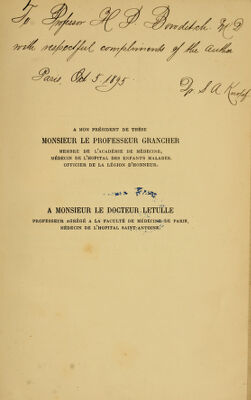 To Professor H P Bowditch M D
with respectful compliments of the author
Paris Oct 5. 1895
Dr. S A Knopf
A MON PRÉSIDENT DE THÈSE
MONSIEUR LE PROFESSEUR GRANCHER
MEMBRE DE L'ACADÉMIE DE MÉDECINE,
MÉDECIN DE L'HOPITAL DES ENFANTS MALADES,
OFFICIER DE LA LÉGION D'HONNEUR.
A MONSIEUR LE DOCTEUR LETULLE
PROFESSEUR AGRÉGÉ A LA FACULTÉ DE MÉDECINE DE PARIS,
MÉDECIN DE L'HOPITAL SAINT-ANTOINE.